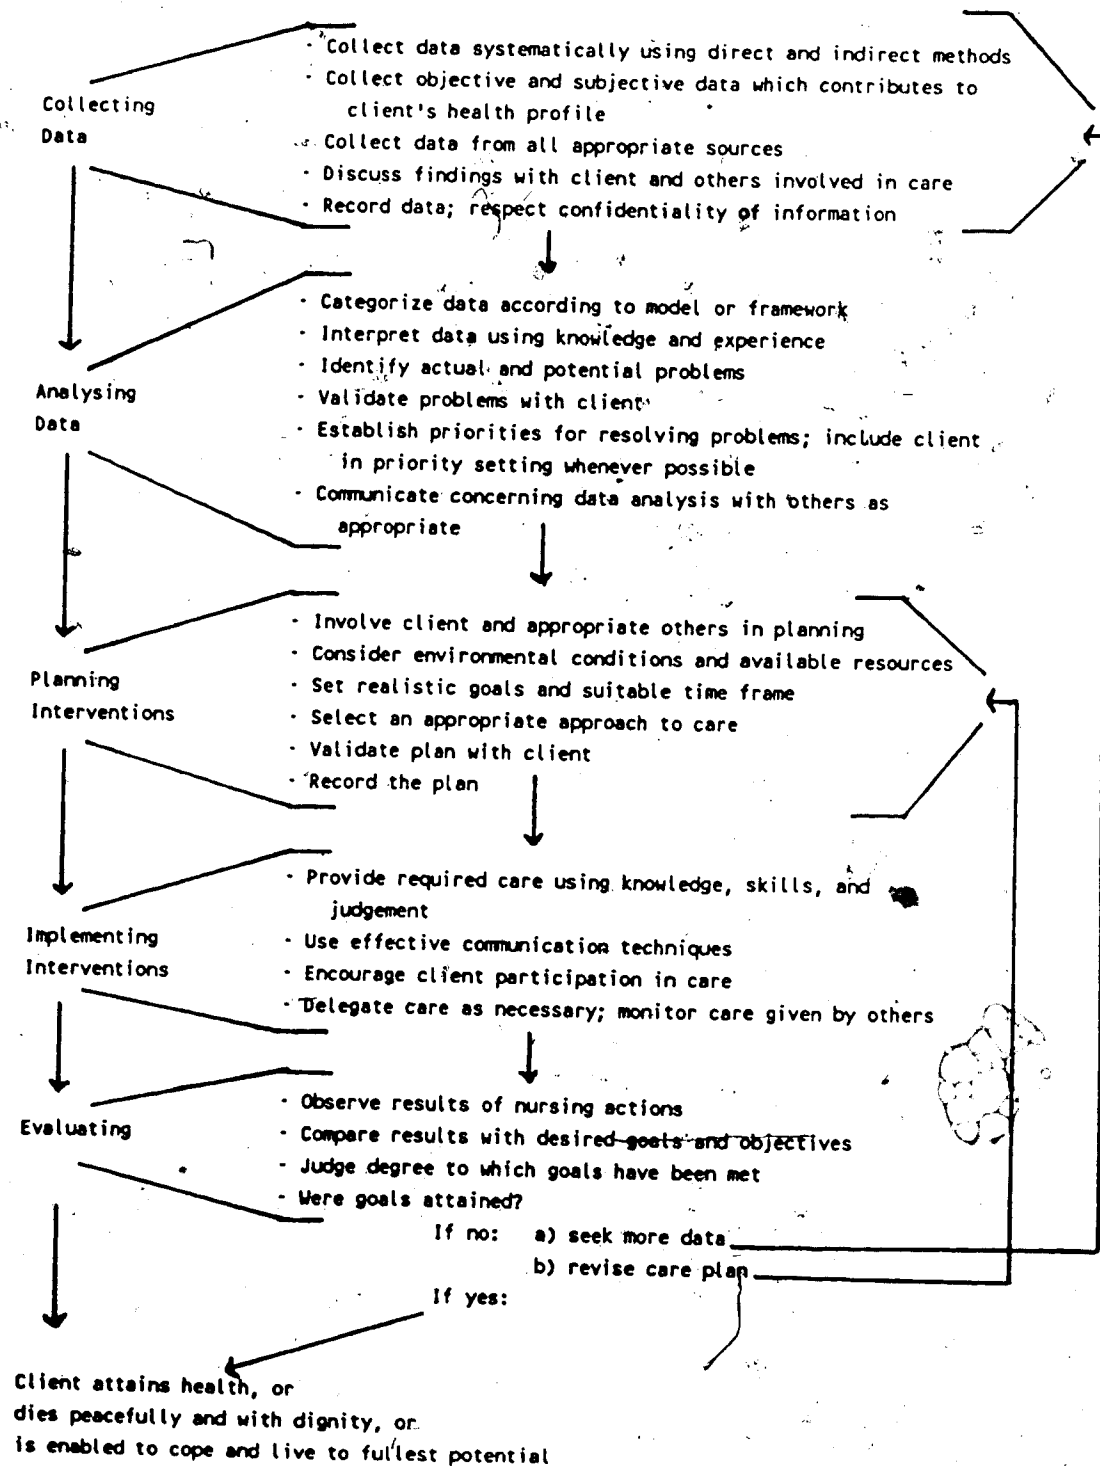 Collecting
Data
- Collect data systematically using direct and indirect methods
- Collect objective and subjective data which contributes to
client's health profile
- Collect data from all appropriate sources
- Discuss findings with client and others involved in care
- Record data; respect confidentiality of information
Analysing
Data
- Categorize data according to model or framework
- Interpret data using knowledge and experience
- Identify actual and potential problems
- Validate problems with client
- Establish priorities for resolving problems; include client
in priority setting whenever possible
- Communicate concerning data analysis with others as
appropriate
Planning
Interventions
- Involve client and appropriate others in planning
- Consider environmental conditions and available resources
- Set realistic goals and suitable time frame
- Select an appropriate approach to care
- Validate plan with client
- Record the plan
Implementing
Interventions
- Provide required care using knowledge, skills, and
judgement
- Use effective communication techniques
- Encourage client participation in care
- Delegate care as necessary; monitor care given by others
Evaluating
- Observe results of nursing actions
- Compare results with desired goals and objectives
- Judge degree to which goals have been met
- Were goals attained?
If no: a) seek more data
b) revise care plan
If yes:
Client attains health, or
dies peacefully and with dignity, or
is enabled to cope and live to fullest potential